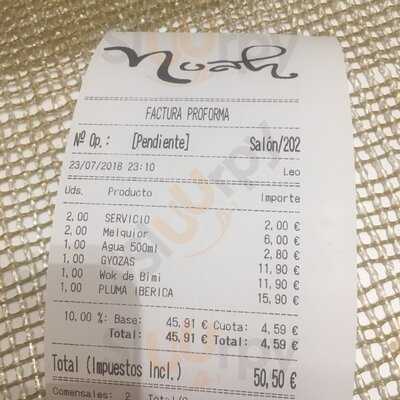 Noah
FACTURA PROFORMA
Nº Op.: [Pendiente] Salón/202
23/07/2018 23:10 Leo
Uds. Producto Importe
2,00 SERVICIO 2,00 €
2,00 Melquior 6,00 €
1,00 Agua 500ml 2,80 €
1,00 GYOZAS 11,90 €
1,00 Wok de Bimi 11,90 €
1,00 PLUMA IBERICA 15,90 €
10,00 %: Base: 45,91 € Cuota: 4,59 €
Total: 45,91 € Total: 4,59 €
Total (Impuestos Incl.) 50,50 €
Comensales: 2